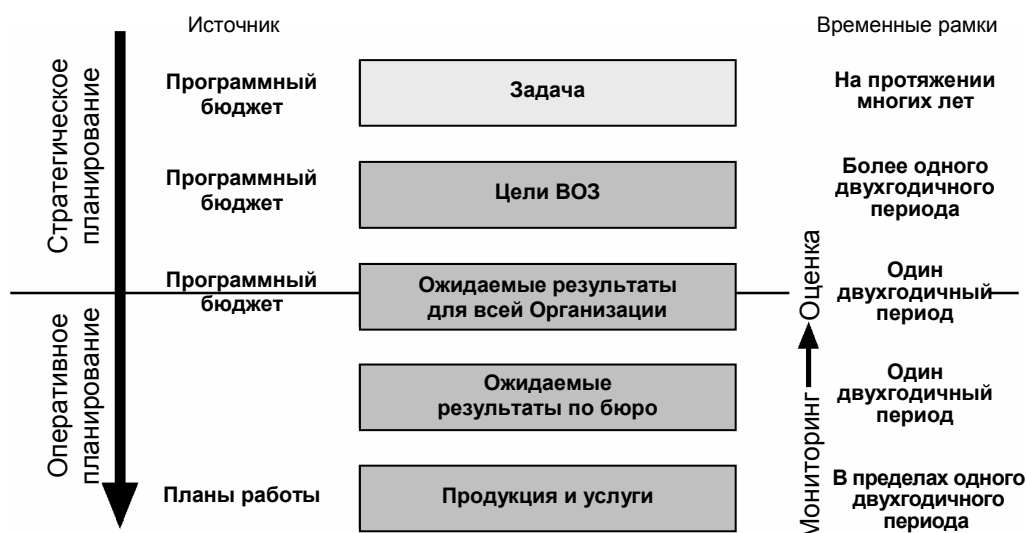 Источник
Временные рамки
Стратегическое
планирование
Программный
бюджет
Задача
На протяжении
многих лет
Программный
бюджет
Цели ВОЗ
Более одного
двухгодичного
периода
Программный
бюджет
Ожидаемые результаты
для всей Организации
Оценка
Один
двухгодичный
период
Оперативное
планирование
Ожидаемые
результаты по бюро
Мониторинг
Один
двухгодичный
период
Планы работы
Продукция и услуги
В пределах одного
двухгодичного
периода